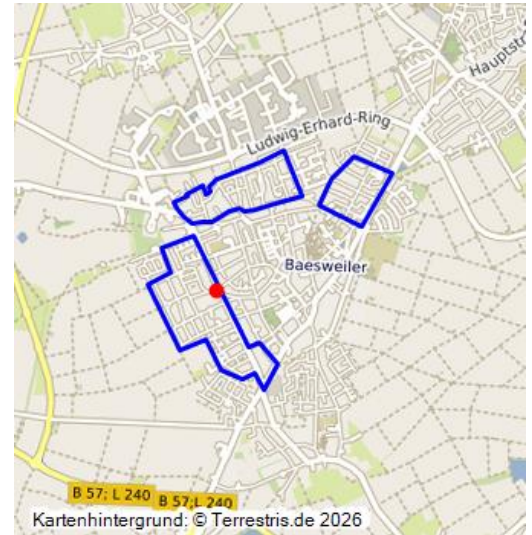 Hauptstr
Ludwig-Erhard-Ring
Baesweiler
B 57; L 240
B 57; L 240
Kartenhintergrund: © Terrestris.de 2026